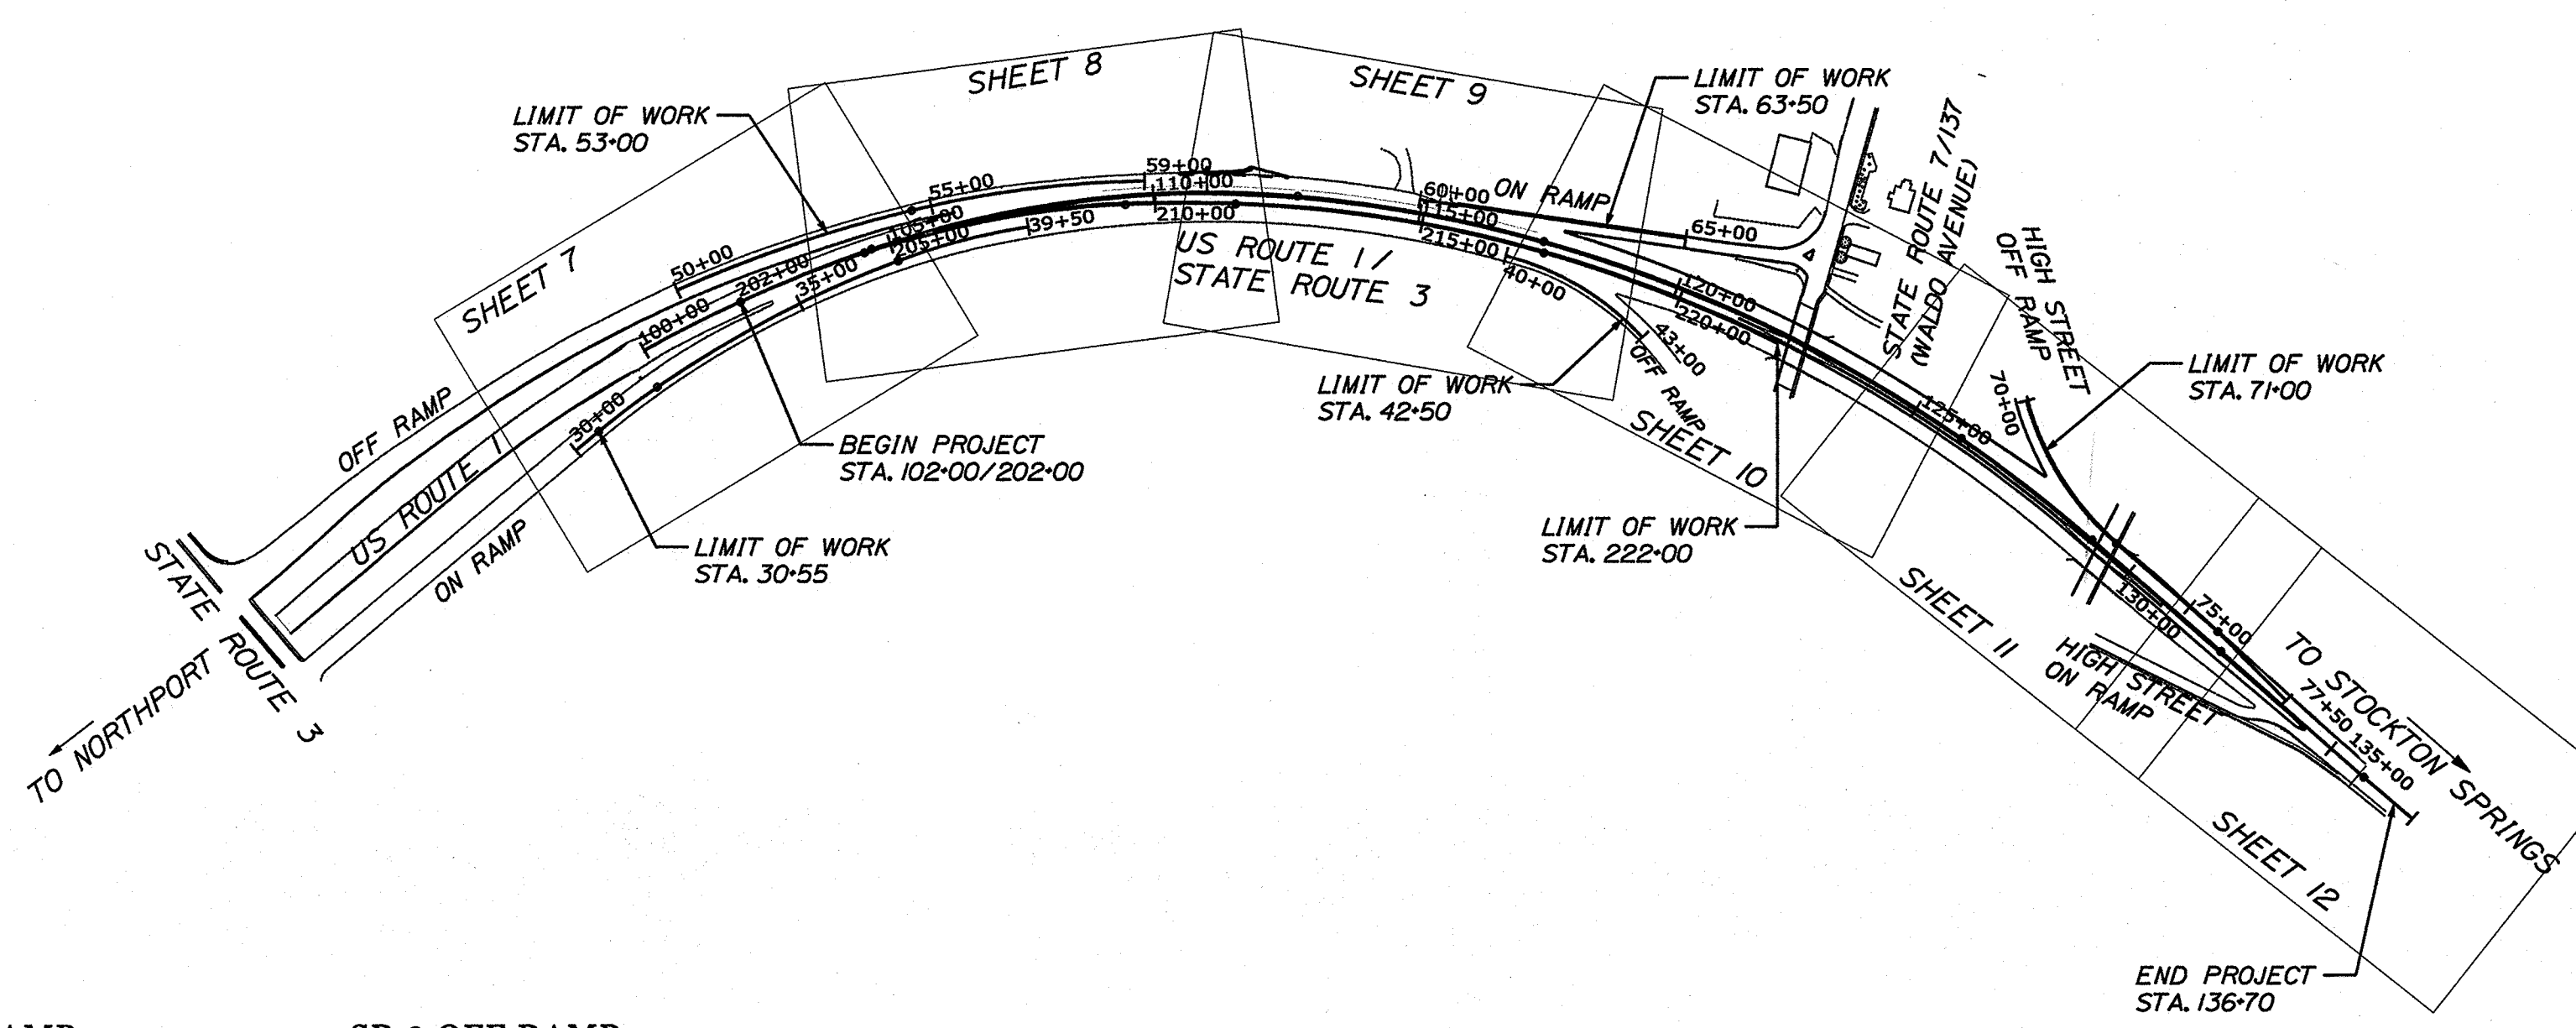 SHEET 8
SHEET 9
LIMIT OF WORK
STA. 63+50
LIMIT OF WORK
STA. 53+00
SHEET 7
STATE ROUTE 7/137
(WALDO AVENUE)
59+00
110+00
210+00
55+00
105+00
205+00
39+50
60+00
115+00
215+00
ON RAMP
65+00
50+00
202+00
35+00
100+00
US ROUTE 1/
STATE ROUTE 3
40+00
43+00
OFF RAMP
120+00
220+00
HIGH STREET
OFF RAMP
LIMIT OF WORK
STA. 71+00
70+00
125+00
LIMIT OF WORK
STA. 42+50
SHEET 10
OFF RAMP
US ROUTE 1
30+00
BEGIN PROJECT
STA. 102+00/202+00
LIMIT OF WORK
STA. 30+55
ON RAMP
LIMIT OF WORK
STA. 222+00
STATE ROUTE 3
TO NORTHPORT
SHEET 11
130+00
75+00
HIGH STREET
ON RAMP
77+50
135+00
TO STOCKTON SPRINGS
SHEET 12
END PROJECT
STA. 136+70
SR 3 OFF RAMP